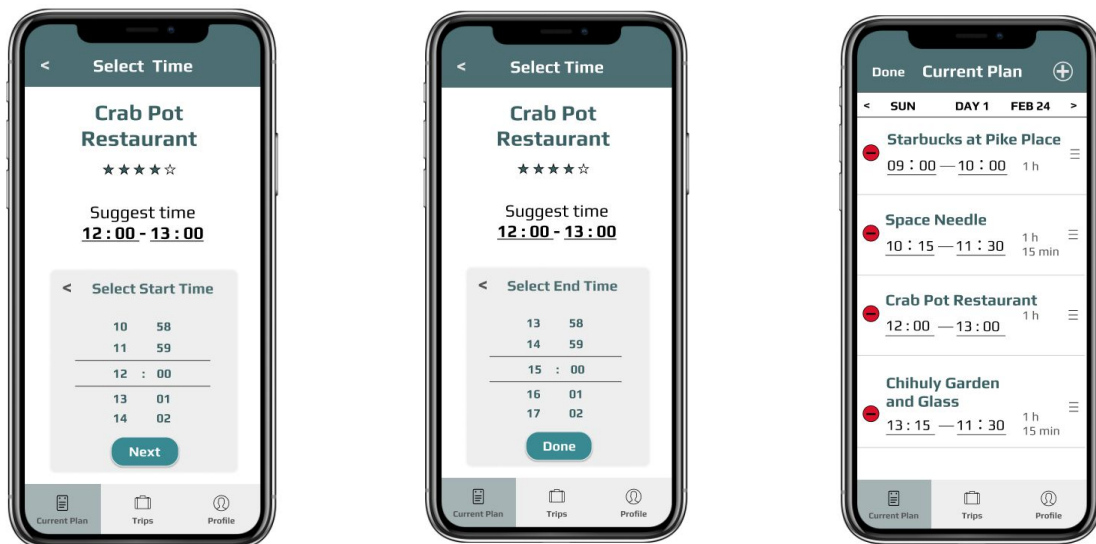 < Select Time
Crab Pot
Restaurant
Suggest time
12 : 00 - 13 : 00
< Select Start Time
10 58
11 59
12 : 00
13 01
14 02
Next
Current Plan Trips Profile
< Select Time
Crab Pot
Restaurant
Suggest time
12 : 00 - 13 : 00
< Select End Time
13 58
14 59
15 : 00
16 01
17 02
Done
Current Plan Trips Profile
Done Current Plan
< SUN DAY 1 FEB 24 >
Starbucks at Pike Place
09 : 00 — 10 : 00 1 h
Space Needle
10 : 15 — 11 : 30 1 h
15 min
Crab Pot Restaurant
12 : 00 — 13 : 00 1 h
Chihuly Garden
and Glass
13 : 15 — 11 : 30 1 h
15 min
Current Plan Trips Profile